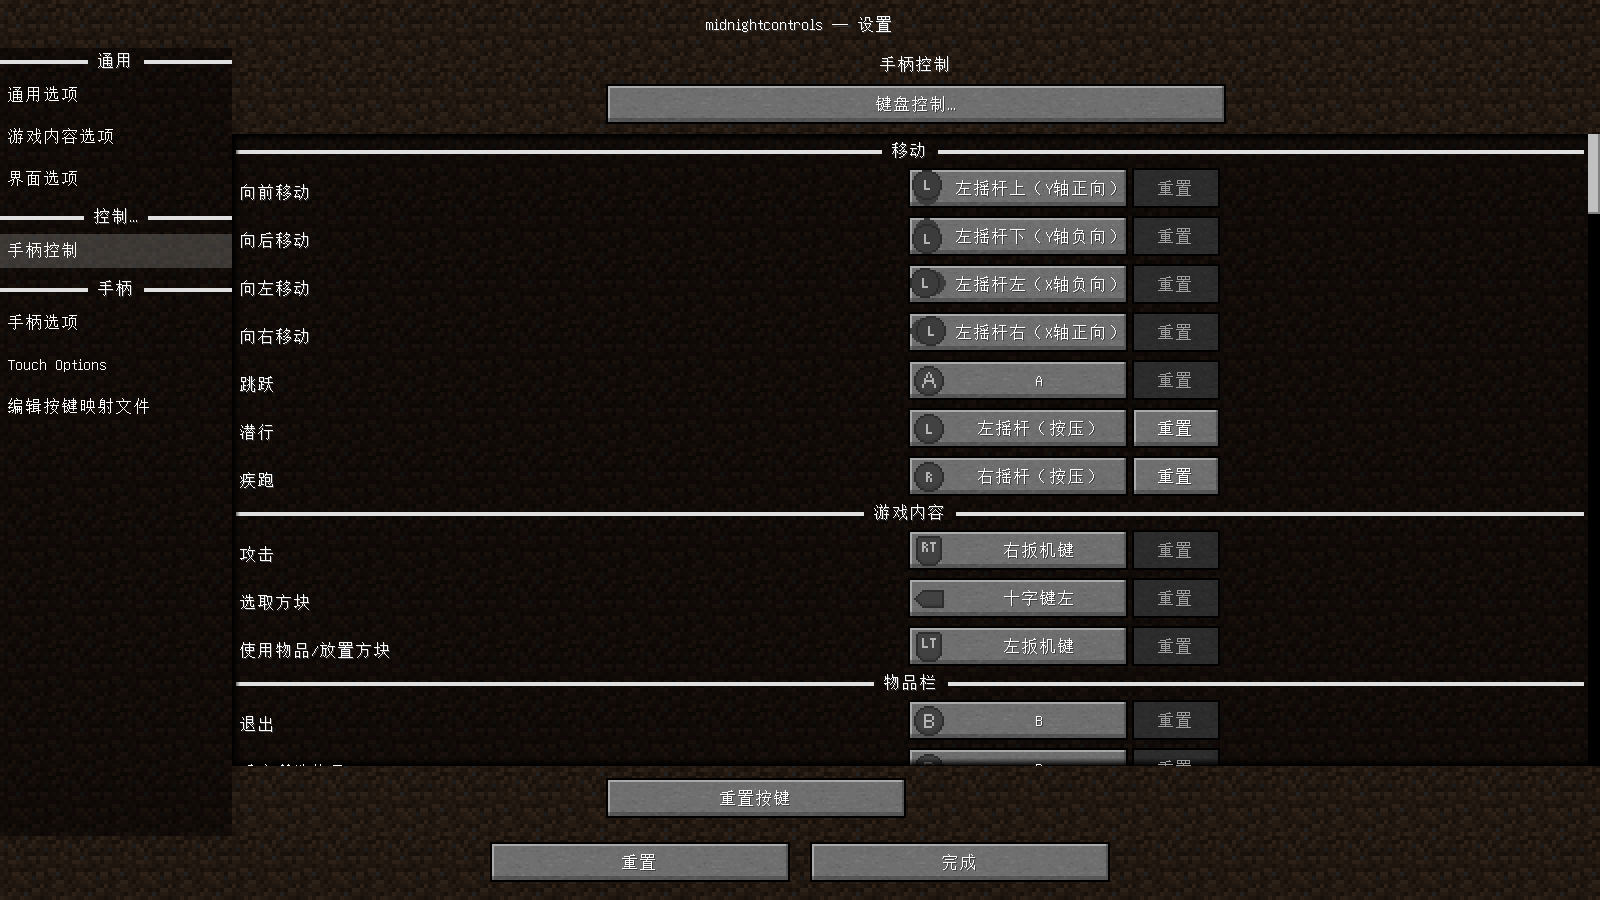 midnightcontrols — 设置
通用
通用选项
游戏内容选项
界面选项
控制…
手柄控制
手柄
手柄选项
Touch Options
编辑按键映射文件
手柄控制
键盘控制…
移动
向前移动 L 左摇杆上（Y轴正向） 重置
向后移动 L 左摇杆下（Y轴负向） 重置
向左移动 L 左摇杆左（X轴负向） 重置
向右移动 L 左摇杆右（X轴正向） 重置
跳跃 A A 重置
潜行 L 左摇杆（按压） 重置
疾跑 R 右摇杆（按压） 重置
游戏内容
攻击 RT 右扳机键 重置
选取方块 十字键左 重置
使用物品/放置方块 LT 左扳机键 重置
物品栏
退出 B B 重置
重置
重置按键
重置 完成